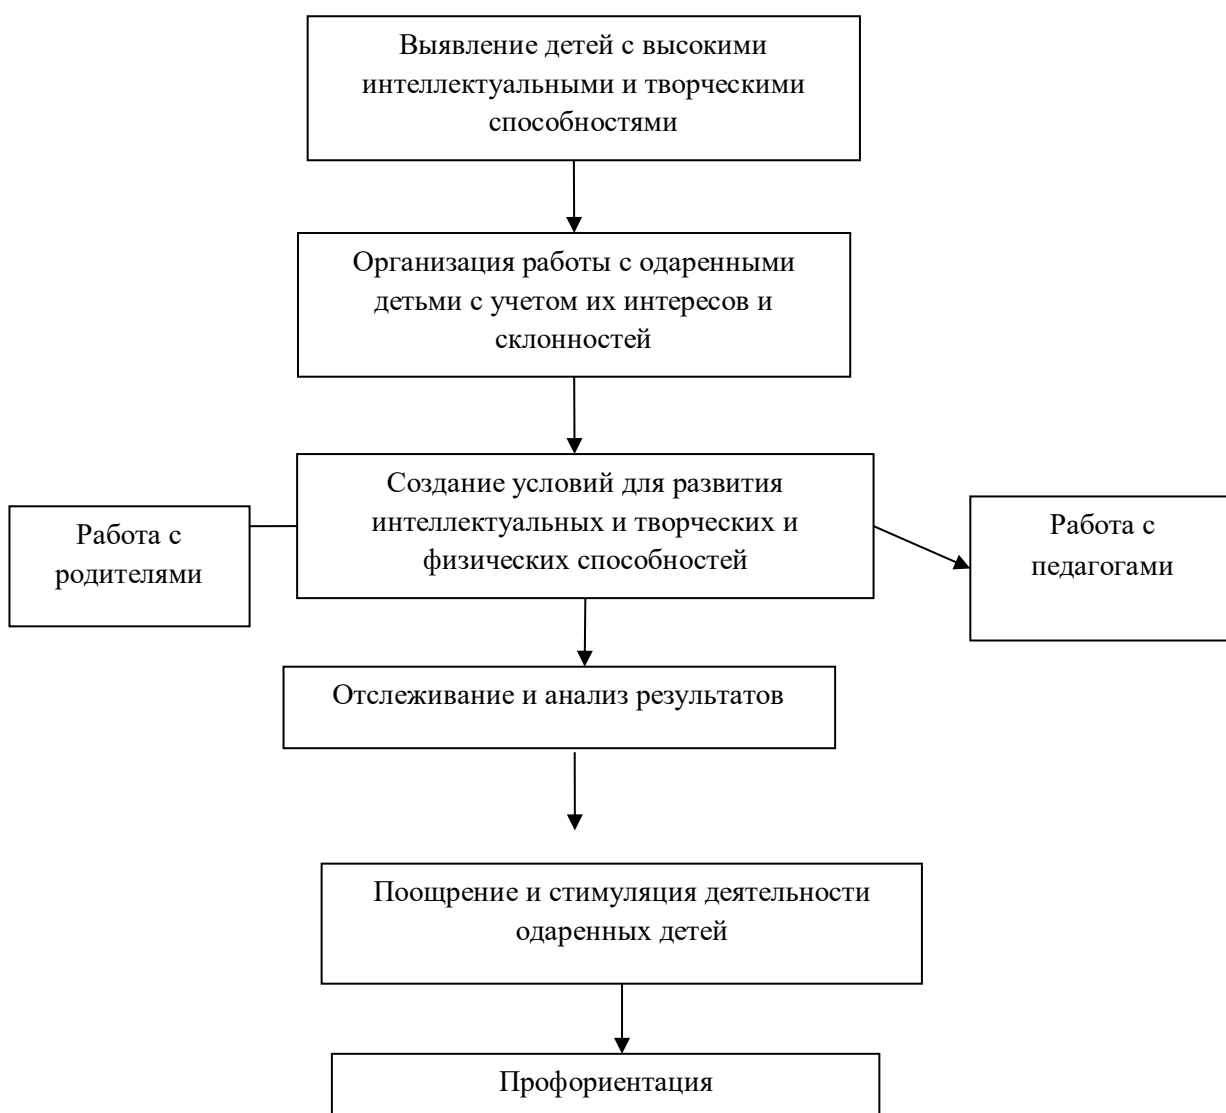 Выявление детей с высокими
интеллектуальными и творческими
способностями
Организация работы с одаренными
детьми с учетом их интересов и
склонностей
Создание условий для развития
интеллектуальных и творческих и
физических способностей
Работа с
родителями
Работа с
педагогами
Отслеживание и анализ результатов
Поощрение и стимуляция деятельности
одаренных детей
Профориентация